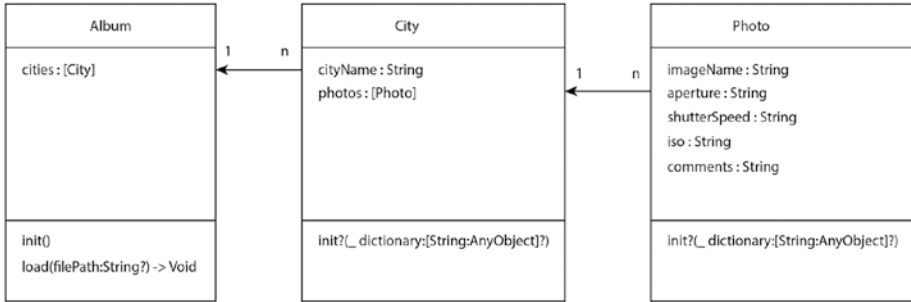 Album
cities : [City]
init()
load(filePath:String?) -> Void
1 n
City
cityName : String
photos : [Photo]
init?(_ dictionary:[String:AnyObject]?)
1 n
Photo
imageName : String
aperture : String
shutterSpeed : String
iso : String
comments : String
init?(_ dictionary:[String:AnyObject]?)